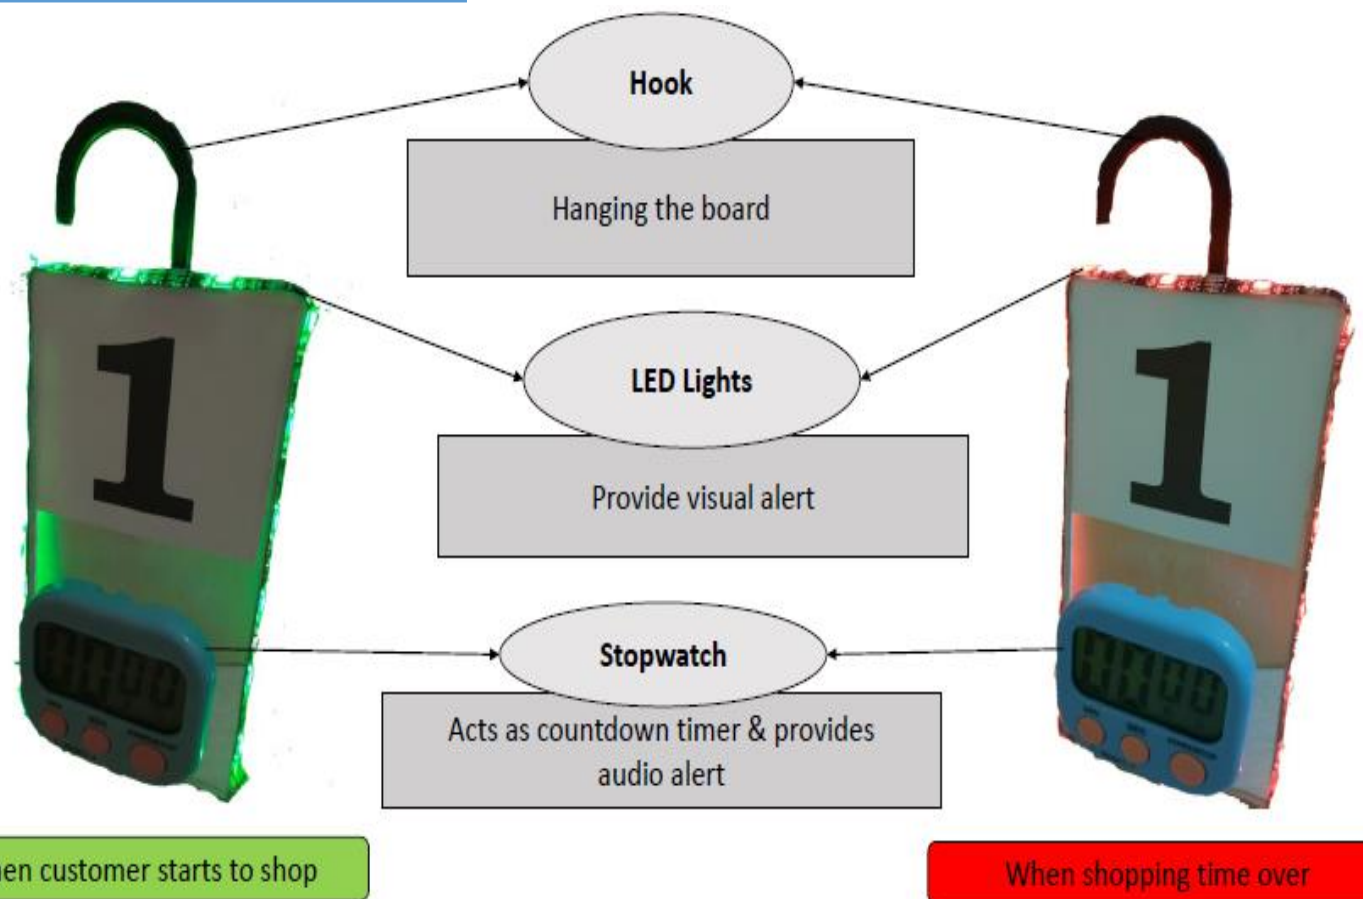 Hook
Hanging the board
1
1
LED Lights
Provide visual alert
Stopwatch
Acts as countdown timer & provides
audio alert
customer starts to shop
When shopping time over